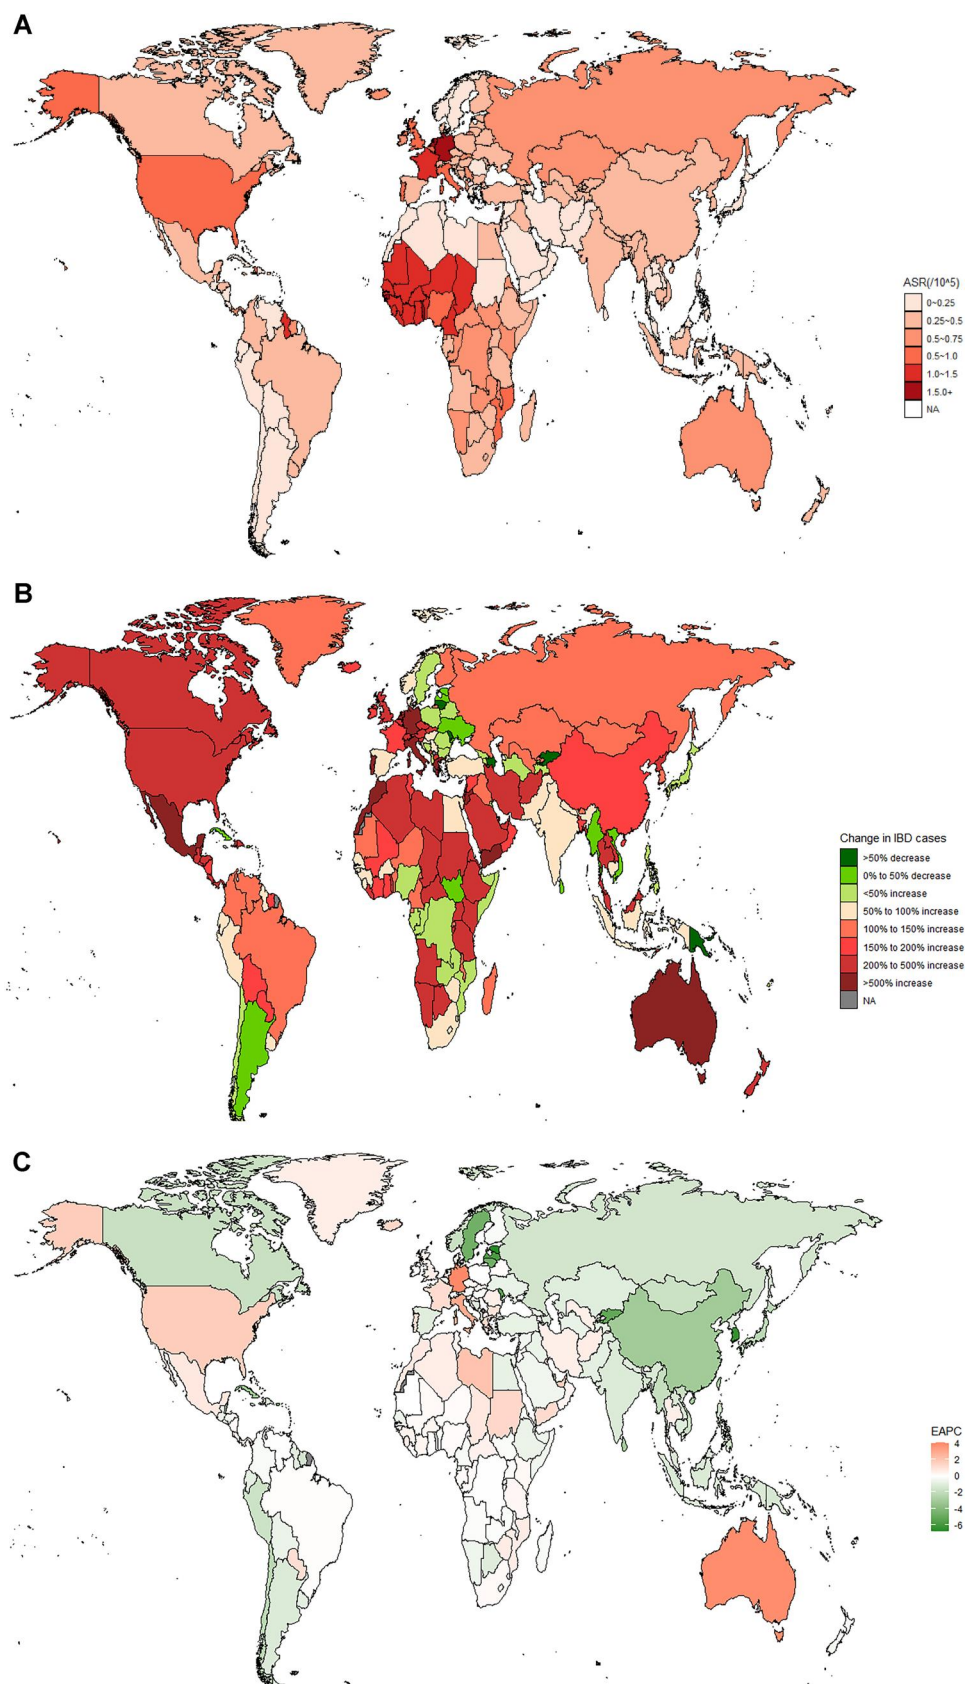 A
ASR(/10^5)
0~0.25
0.25~0.5
0.5~0.75
0.5~1.0
1.0~1.5
1.5.0+
NA
B
Change in IBD cases
>50% decrease
0% to 50% decrease
<50% increase
50% to 100% increase
100% to 150% increase
150% to 200% increase
200% to 500% increase
>500% increase
NA
C
EAPC
4
2
0
-2
-4
-6